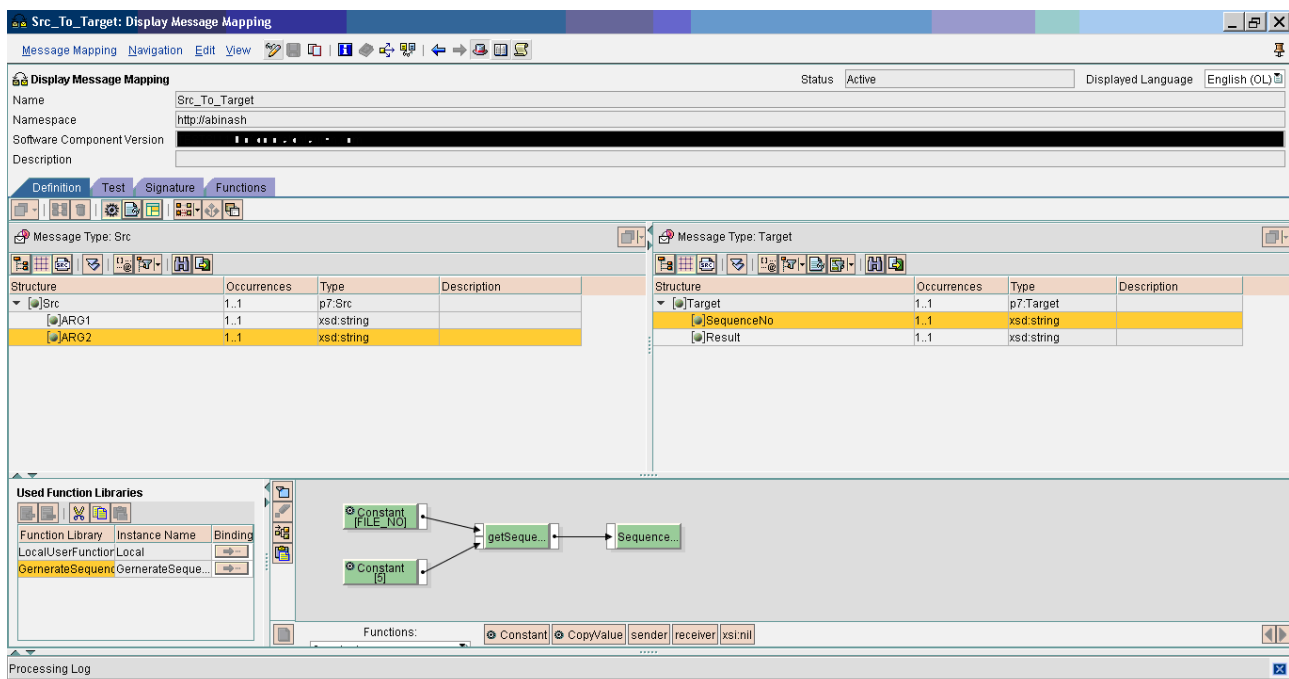 Src_To_Target: Display Message Mapping
Message Mapping Navigation Edit View
Display Message Mapping Status Active Displayed Language English (OL)
Name Src_To_Target
Namespace http://abinash
Software Component Version
Description
Definition Test Signature Functions
Message Type: Src Message Type: Target
Structure Occurrences Type Description Structure Occurrences Type Description
Src 1..1 p7:Src Target 1..1 p7:Target
ARG1 1..1 xsd:string SequenceNo 1..1 xsd:string
ARG2 1..1 xsd:string Result 1..1 xsd:string
Used Function Libraries
Function Library Instance Name Binding
LocalUserFunction Local
GernerateSequenc GernerateSeque...
Constant
[FILE_NO]
getSeque... Sequence...
Constant
[5]
Functions: Constant CopyValue sender receiver xsi:nil
Processing Log